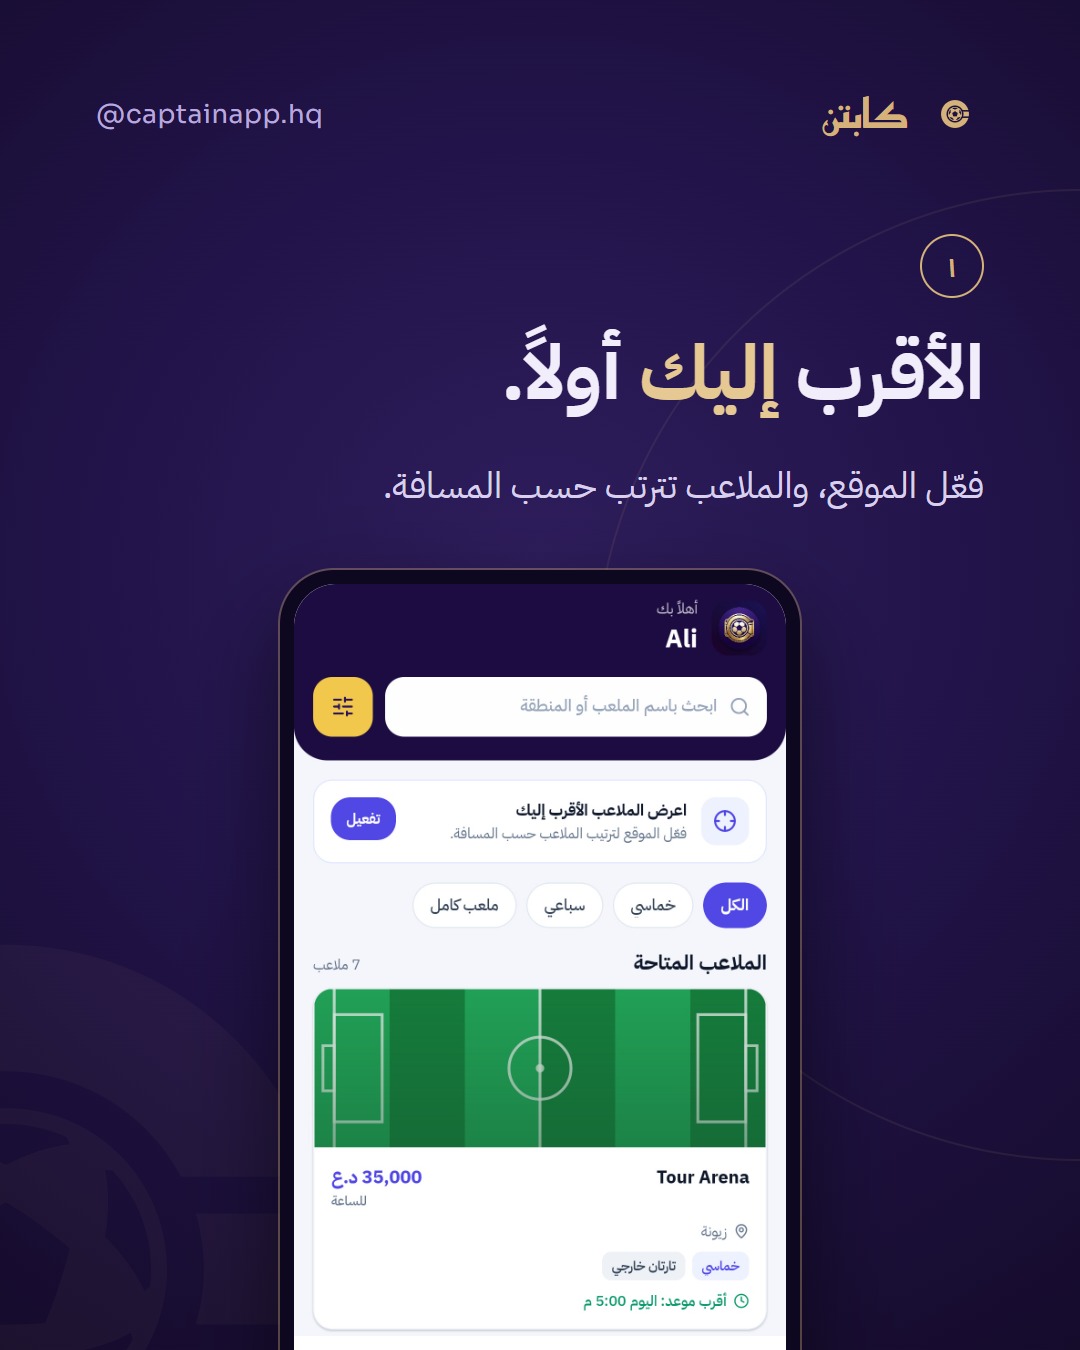 كابتن
@captainapp.hq
١
الأقرب إليك أولاً.
فعّل الموقع، والملاعب تترتب حسب المسافة.
أهلاً بك
Ali
ابحث باسم الملعب أو المنطقة
اعرض الملاعب الأقرب إليك
فعّل الموقع لترتيب الملاعب حسب المسافة.
تفعيل
الكل
خماسي
سباعي
ملعب كامل
الملاعب المتاحة
7 ملاعب
Tour Arena
35,000 د.ع
للساعة
زيونة
خماسي
تارتان خارجي
أقرب موعد: اليوم 5:00 م